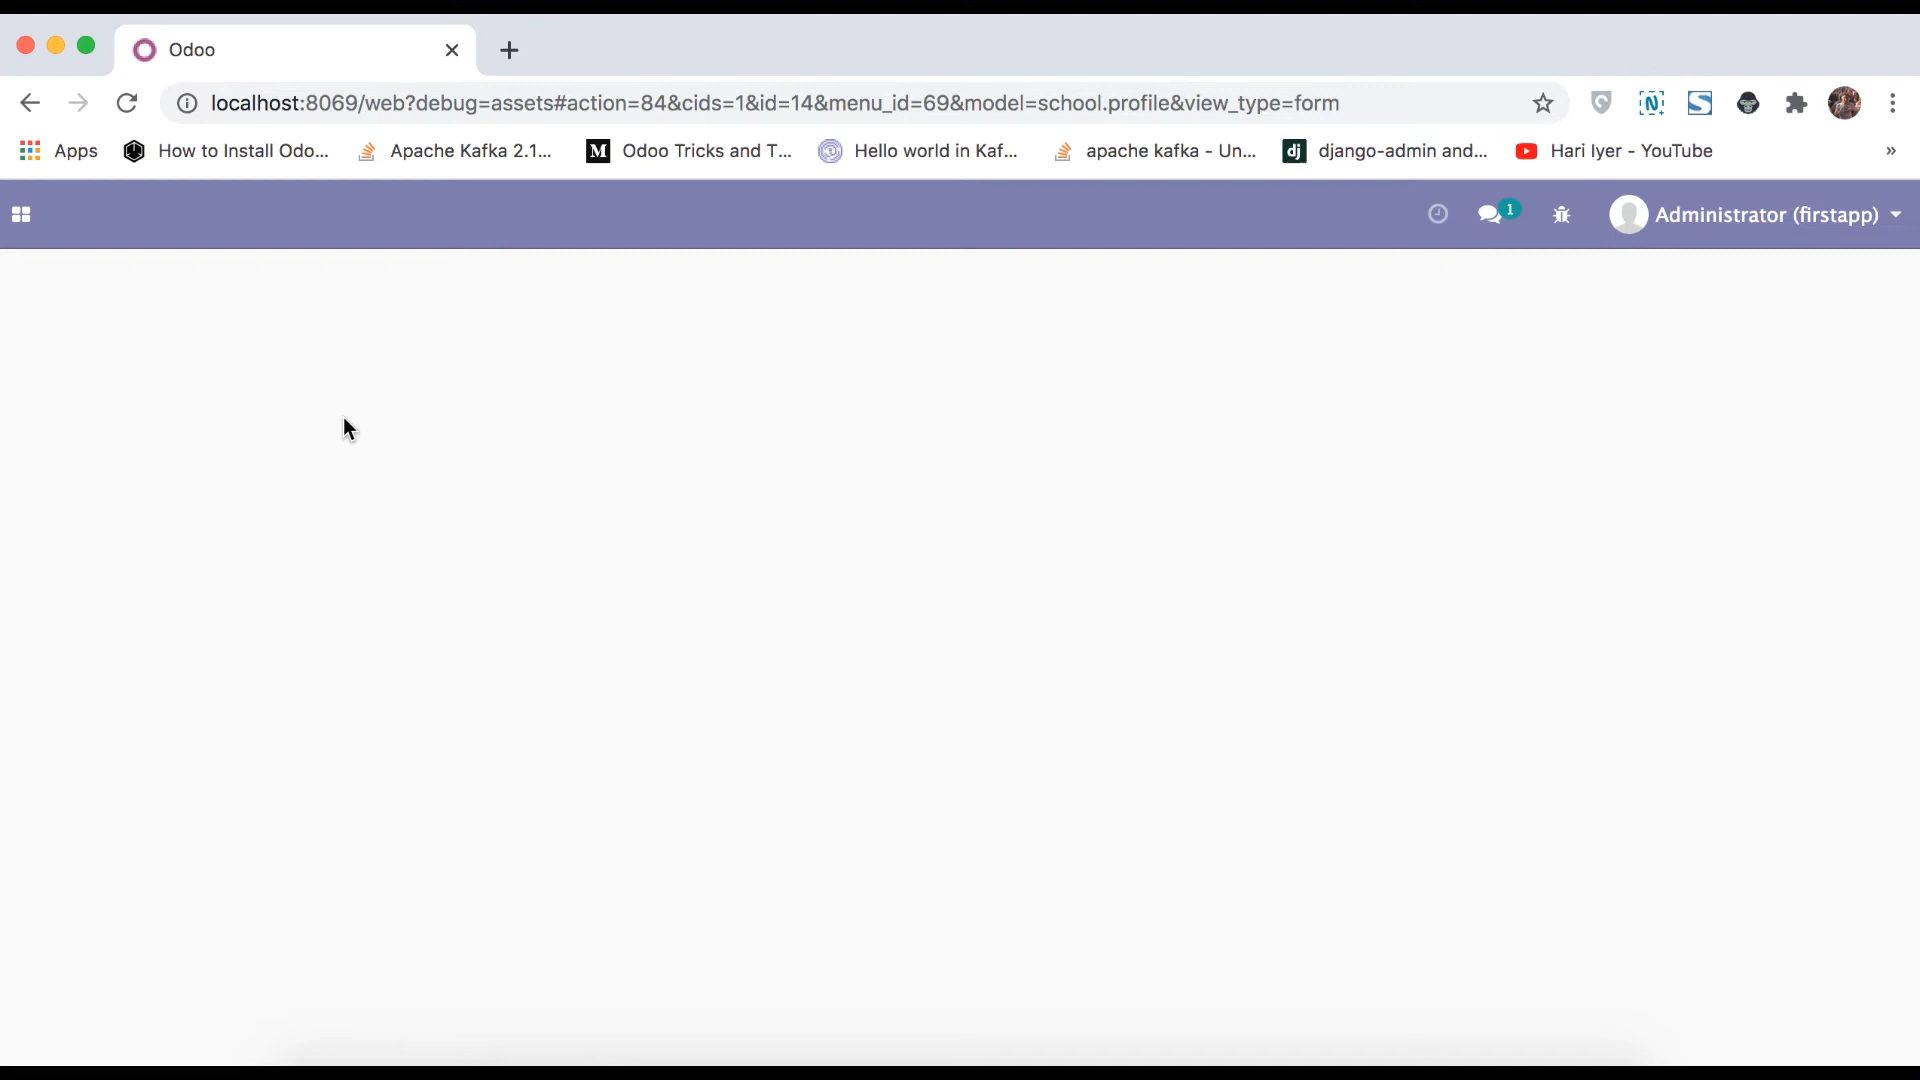 Odoo
localhost:8069/web?debug=assets#action=84&cids=1&id=14&menu_id=69&model=school.profile&view_type=form
Apps How to Install Odo... Apache Kafka 2.1... M Odoo Tricks and T... Hello world in Kaf... apache kafka - Un... dj django-admin and... Hari Iyer - YouTube »
1 Administrator (firstapp)